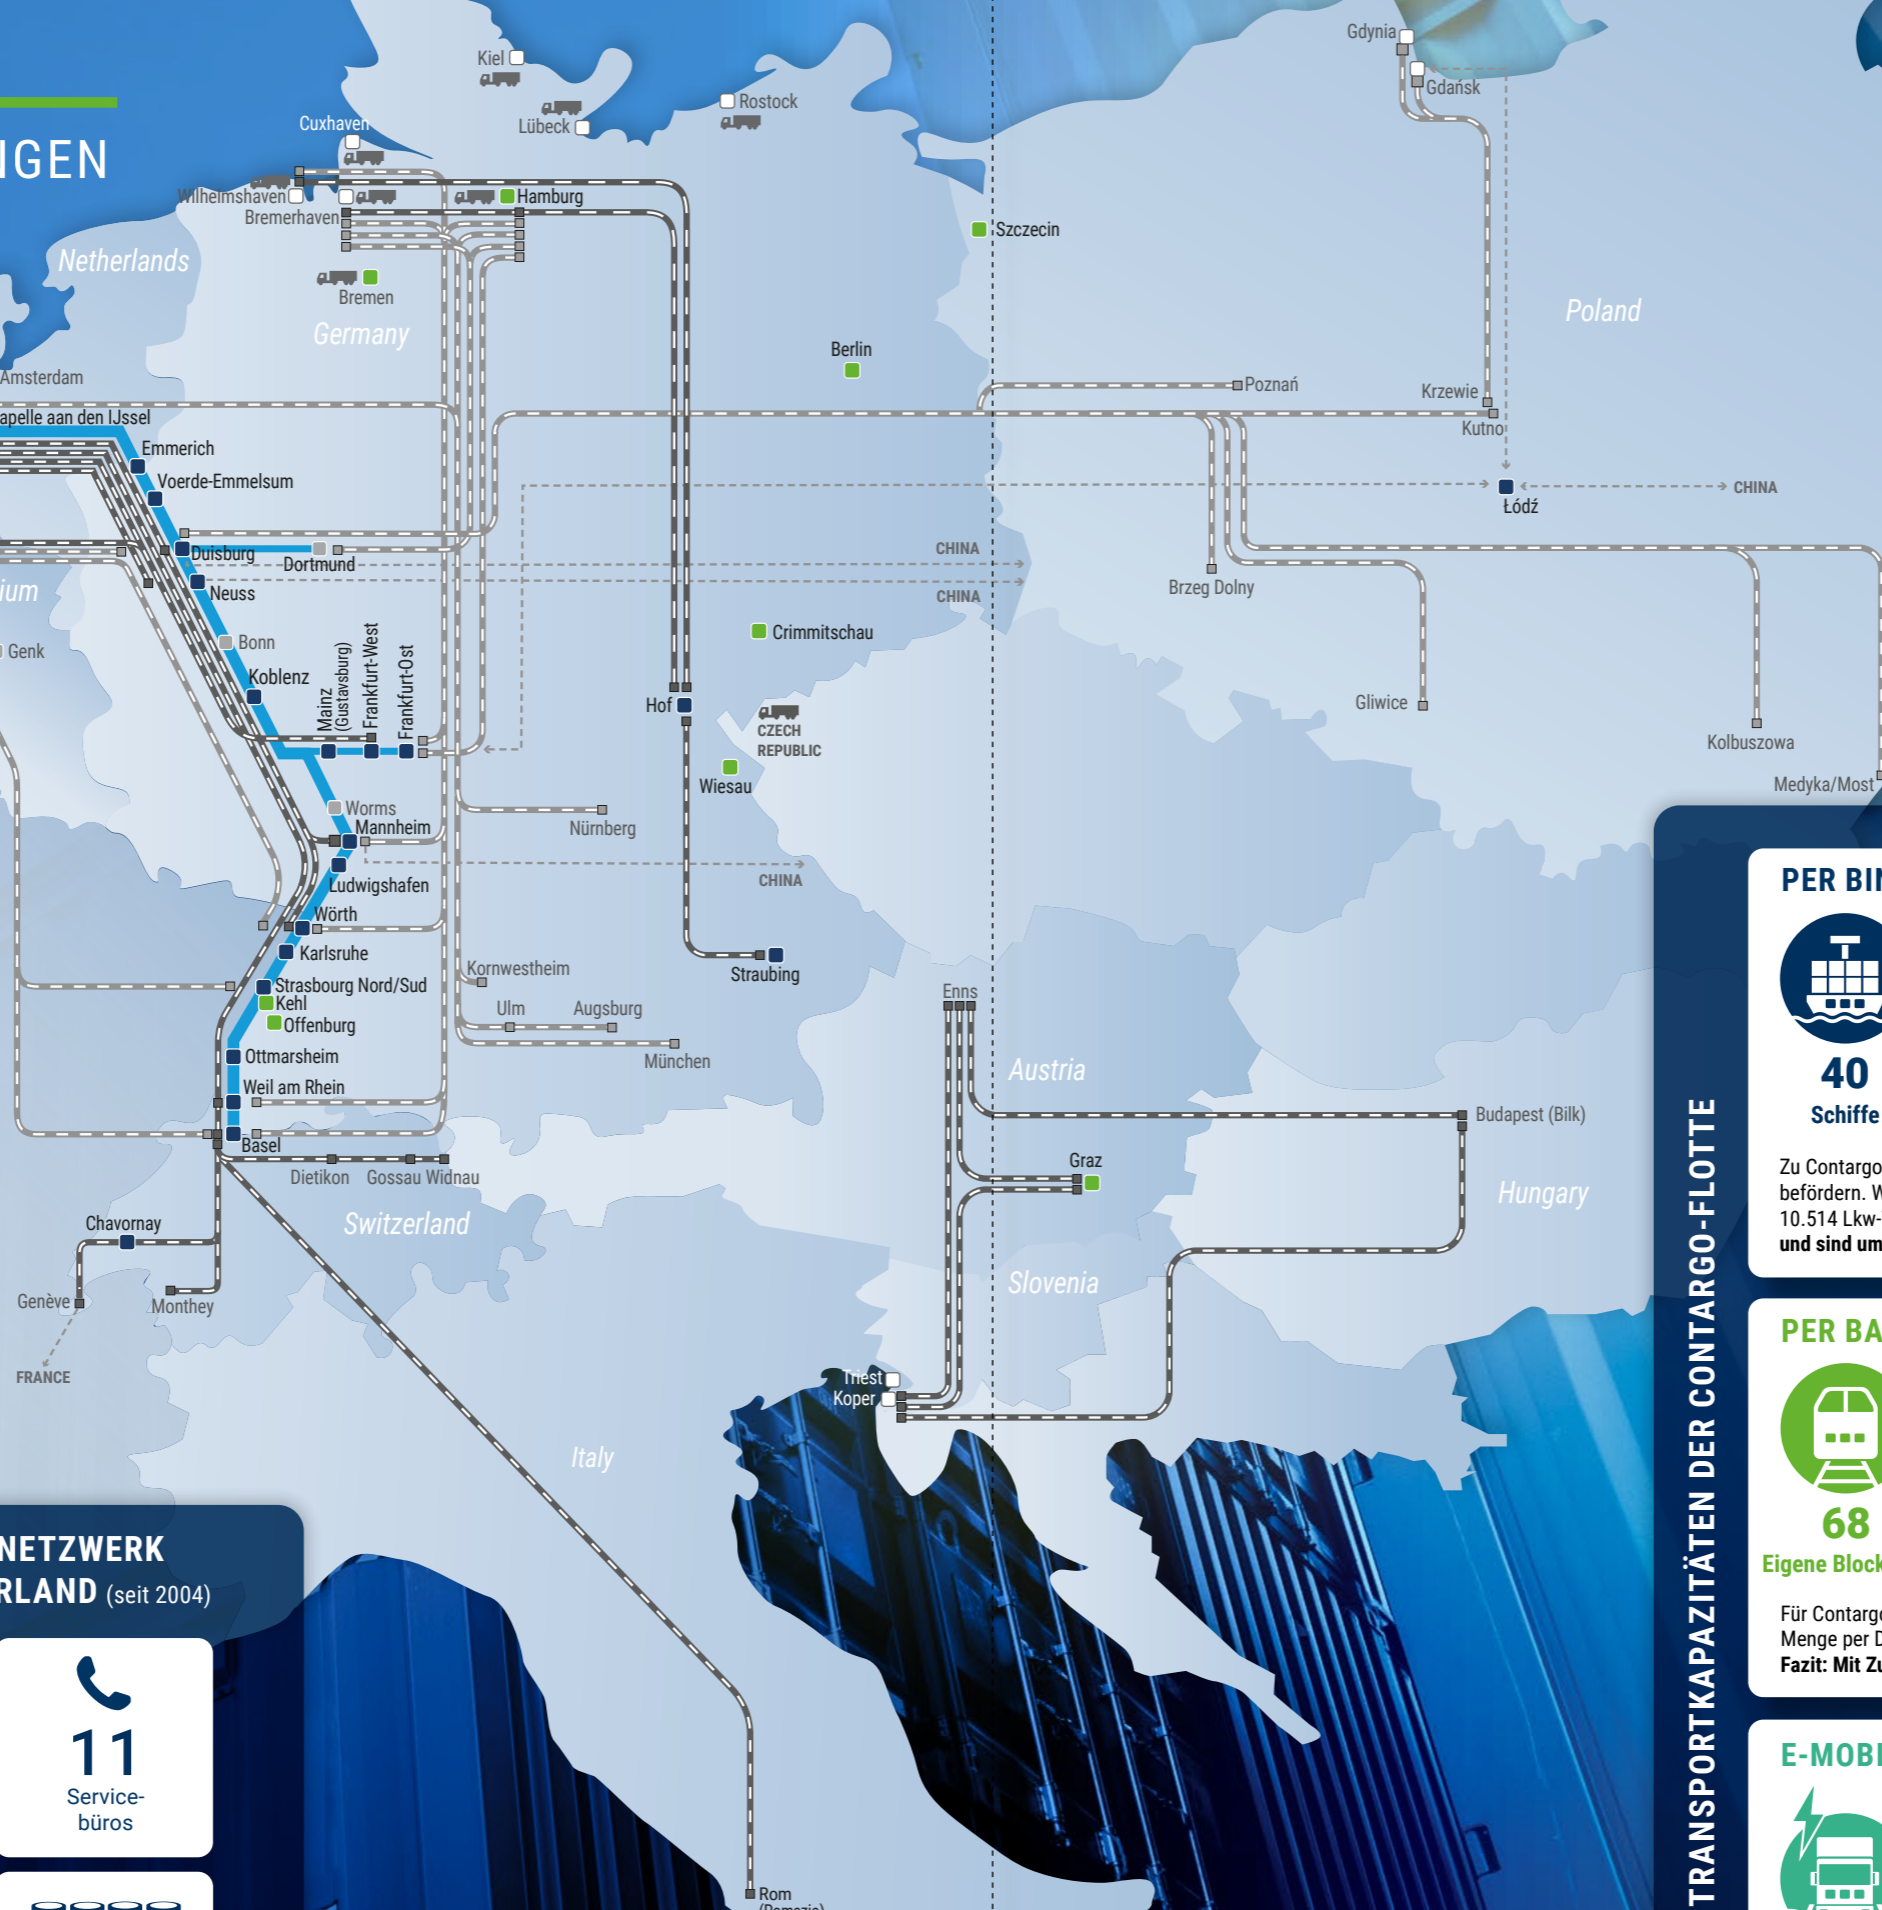 Gdynia
Kiel
Gdańsk
Rostock
Lübeck
Cuxhaven
NGEN
Wilhelmshaven
Hamburg
Bremerhaven
Szczecin
Netherlands
Bremen
Germany
Poland
Berlin
Amsterdam
Poznań
Krzewie
apelle aan den IJssel
Kutno
Emmerich
Voerde-Emmelsum
CHINA
Łódź
Duisburg
Dortmund
CHINA
Neuss
CHINA
Brzeg Dolny
ium
Bonn
Genk
Crimmitschau
Koblenz
Mainz
(Gustavsburg)
Frankfurt-West
Frankfurt-Ost
Hof
Gliwice
CZECH
REPUBLIC
Kolbuszowa
Wiesau
Medyka/Most
Worms
Mannheim
Nürnberg
CHINA
Ludwigshafen
Wörth
Karlsruhe
Kornwestheim
Straubing
Strasbourg Nord/Sud
Kehl
Offenburg
Ulm
Augsburg
Enns
München
Ottmarsheim
Weil am Rhein
Austria
Budapest (Bilk)
Basel
Dietikon
Gossau
Widnau
Graz
Hungary
Chavornay
Switzerland
Slovenia
Genève
Monthey
FRANCE
Triest
Koper
Italy
Rom
NETZWERK
RLAND (seit 2004)
11
Service-
büros
TRANSPORTKAPAZITÄTEN DER CONTARGO-FLOTTE
PER BIN
40
Schiffe
Zu Contargo
befördern. W
10.514 Lkw-
und sind um
PER BA
68
Eigene Block
Für Contargo
Menge per D
Fazit: Mit Zu
E-MOBI